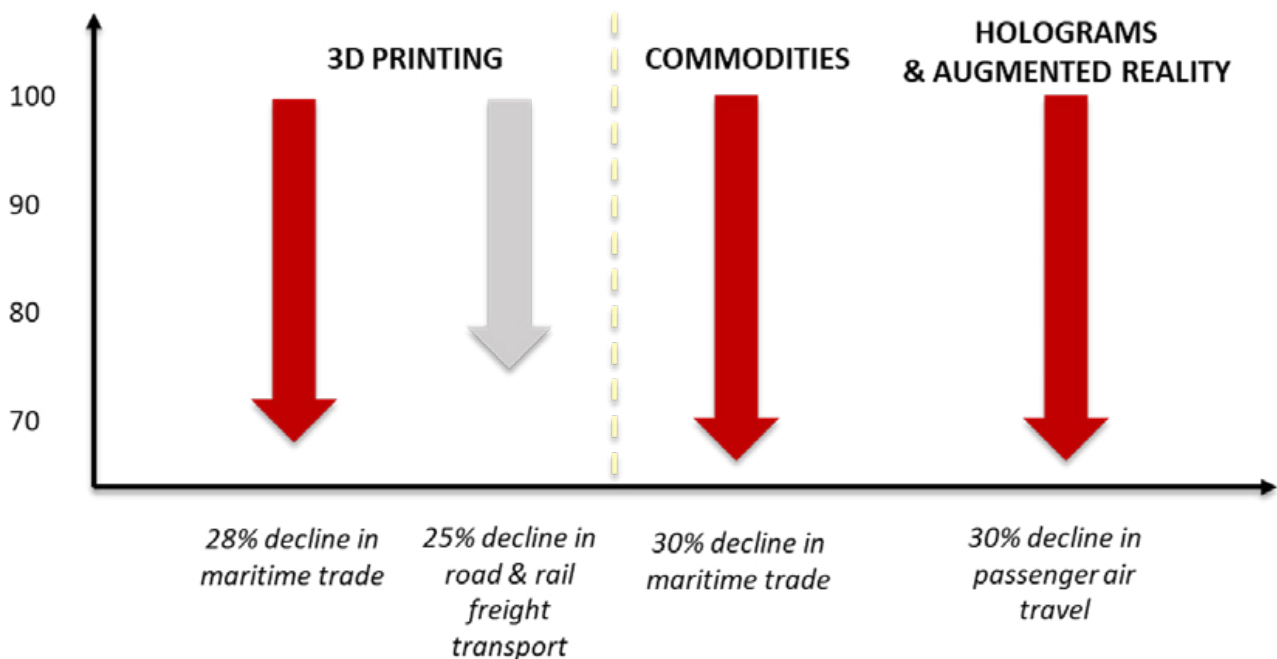 3D PRINTING
COMMODITIES
HOLOGRAMS
& AUGMENTED REALITY
100
90
80
70
28% decline in
maritime trade
25% decline in
road & rail
freight
transport
30% decline in
maritime trade
30% decline in
passenger air
travel